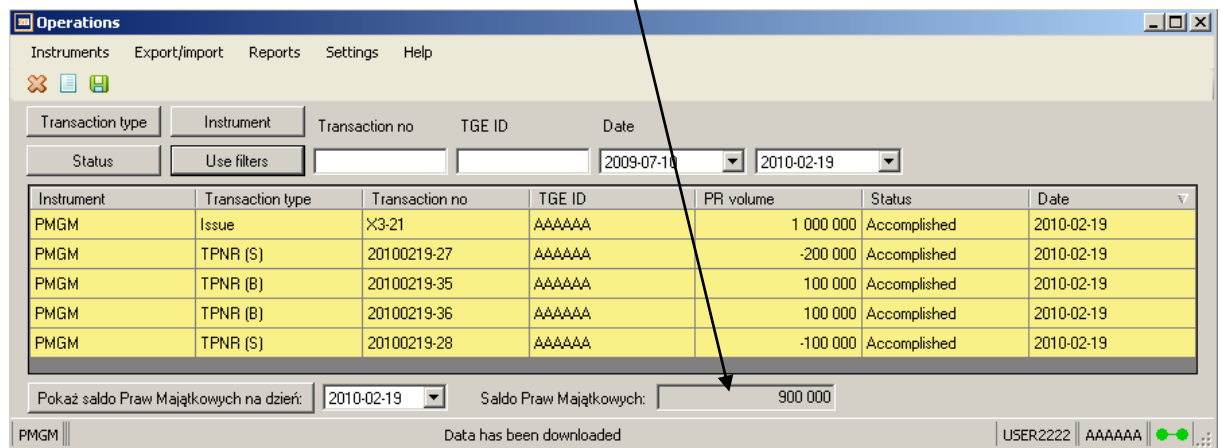 Operations
Instruments Export/import Reports Settings Help
Transaction type Instrument Transaction no TGE ID Date
Status Use filters 2009-07-10 2010-02-19
Instrument Transaction type Transaction no TGE ID PR volume Status Date
PMGM Issue X3-21 AAAAAA 1 000 000 Accomplished 2010-02-19
PMGM TPNR (S) 20100219-27 AAAAAA -200 000 Accomplished 2010-02-19
PMGM TPNR (B) 20100219-35 AAAAAA 100 000 Accomplished 2010-02-19
PMGM TPNR (B) 20100219-36 AAAAAA 100 000 Accomplished 2010-02-19
PMGM TPNR (S) 20100219-28 AAAAAA -100 000 Accomplished 2010-02-19
Pokaż saldo Praw Majątkowych na dzień: 2010-02-19 Saldo Praw Majątkowych: 900 000
PMGM Data has been downloaded USER2222 AAAAAA